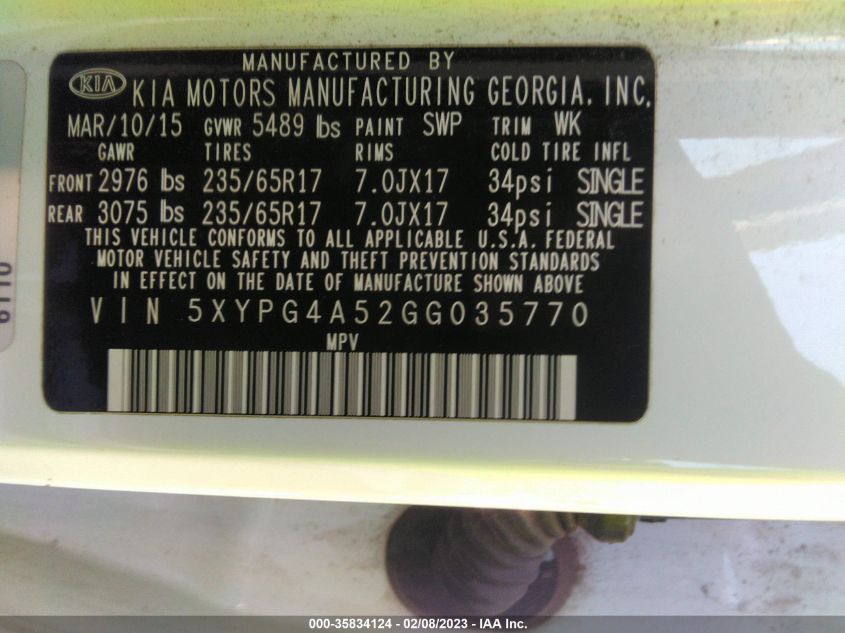 MANUFACTURED BY
KIA KIA MOTORS MANUFACTURING GEORGIA. INC.
MAR/10/15 GVWR 5489 lbs PAINT SWP TRIM WK
GAWR TIRES RIMS COLD TIRE INFL
FRONT 2976 lbs 235/65R17 7.0JX17 34psi SINGLE
REAR 3075 lbs 235/65R17 7.0JX17 34psi SINGLE
THIS VEHICLE CONFORMS TO ALL APPLICABLE U.S.A. FEDERAL
MOTOR VEHICLE SAFETY AND THEFT PREVENTION STANDARDS
IN EFFECT ON THE DATE OF MANUFACTURE SHOWN ABOVE
VIN 5XYPG4A52GG035770
MPV
000-35834124 - 02/08/2023 - IAA Inc.